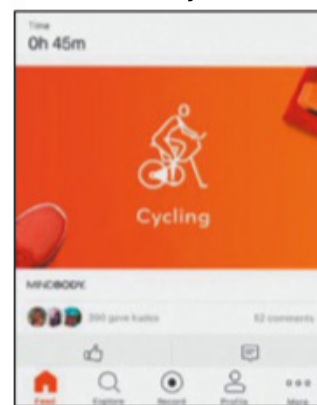 Time
0h 45m
Cycling
MINDBODY
390 gave kudos
52 comments
Feed Explore Record Profile More